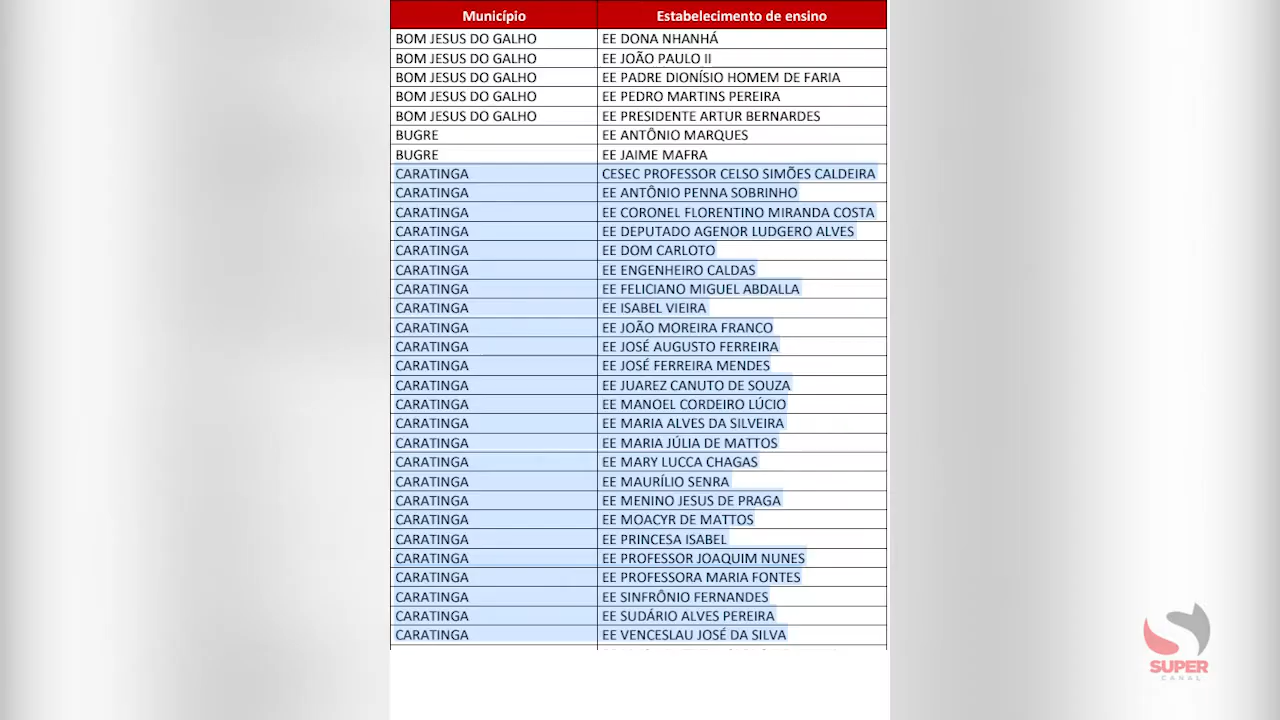 Município Estabelecimento de ensino
BOM JESUS DO GALHO EE DONA NHANHÁ
BOM JESUS DO GALHO EE JOÃO PAULO II
BOM JESUS DO GALHO EE PADRE DIONÍSIO HOMEM DE FARIA
BOM JESUS DO GALHO EE PEDRO MARTINS PEREIRA
BOM JESUS DO GALHO EE PRESIDENTE ARTUR BERNARDES
BUGRE EE ANTÔNIO MARQUES
BUGRE EE JAIME MAFRA
CARATINGA CESEC PROFESSOR CELSO SIMÕES CALDEIRA
CARATINGA EE ANTÔNIO PENNA SOBRINHO
CARATINGA EE CORONEL FLORENTINO MIRANDA COSTA
CARATINGA EE DEPUTADO AGENOR LUDGERO ALVES
CARATINGA EE DOM CARLOTO
CARATINGA EE ENGENHEIRO CALDAS
CARATINGA EE FELICIANO MIGUEL ABDALLA
CARATINGA EE ISABEL VIEIRA
CARATINGA EE JOÃO MOREIRA FRANCO
CARATINGA EE JOSÉ AUGUSTO FERREIRA
CARATINGA EE JOSÉ FERREIRA MENDES
CARATINGA EE JUAREZ CANUTO DE SOUZA
CARATINGA EE MANOEL CORDEIRO LÚCIO
CARATINGA EE MARIA ALVES DA SILVEIRA
CARATINGA EE MARIA JÚLIA DE MATTOS
CARATINGA EE MARY LUCCA CHAGAS
CARATINGA EE MAURÍLIO SENRA
CARATINGA EE MENINO JESUS DE PRAGA
CARATINGA EE MOACYR DE MATTOS
CARATINGA EE PRINCESA ISABEL
CARATINGA EE PROFESSOR JOAQUIM NUNES
CARATINGA EE PROFESSORA MARIA FONTES
CARATINGA EE SINFRÔNIO FERNANDES
CARATINGA EE SUDÁRIO ALVES PEREIRA
CARATINGA EE VENCESLAU JOSÉ DA SILVA
SUPER
CANAL